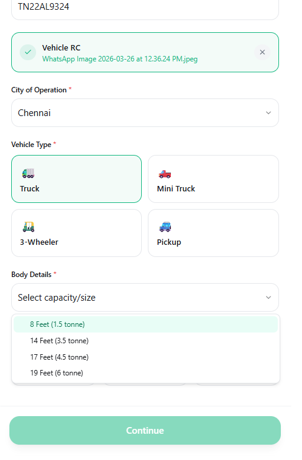 TN22AL9324
Vehicle RC
WhatsApp Image 2026-03-26 at 12.36.24 PM.jpeg
City of Operation *
Chennai
Vehicle Type *
Truck
Mini Truck
3-Wheeler
Pickup
Body Details *
Select capacity/size
8 Feet (1.5 tonne)
14 Feet (3.5 tonne)
17 Feet (4.5 tonne)
19 Feet (6 tonne)
Continue